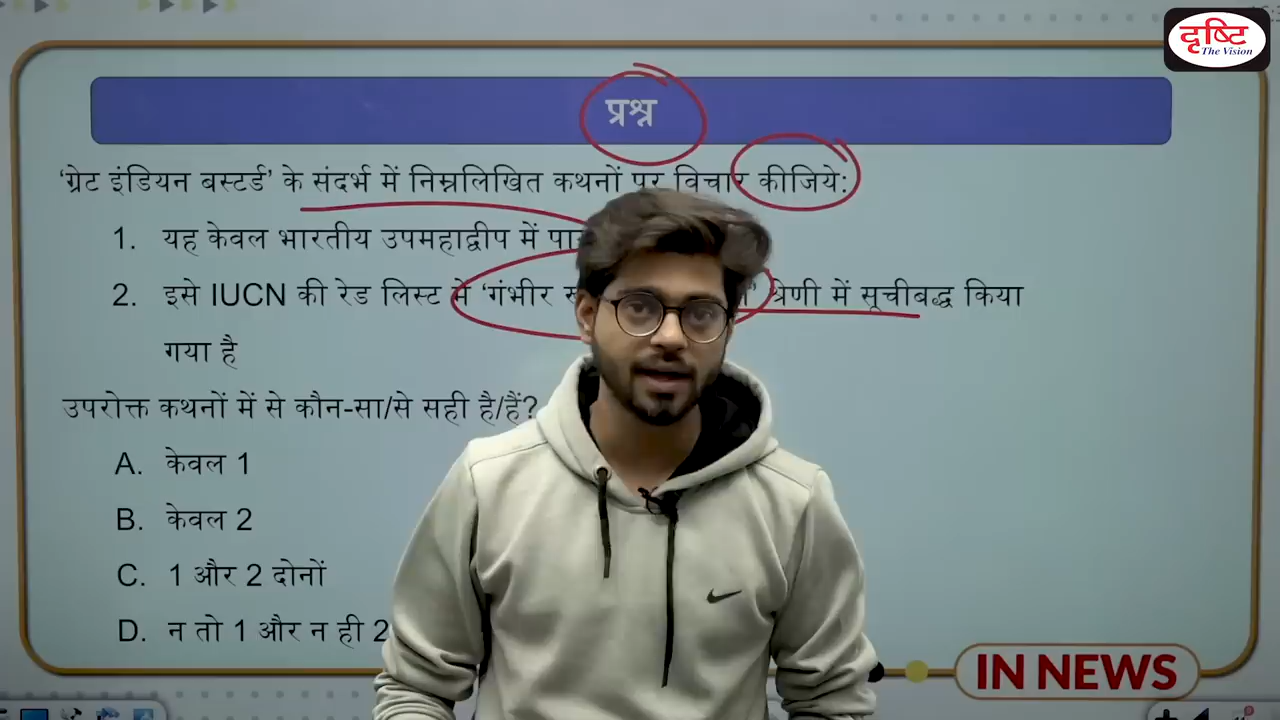 दृष्टि
The Vision
प्रश्न
'ग्रेट इंडियन बस्टर्ड' के संदर्भ में निम्नलिखित कथनों पर विचार कीजिये:
1. यह केवल भारतीय उपमहाद्वीप में
2. इसे IUCN की रेड लिस्ट में 'गंभीर श्रेणी में सूचीबद्ध किया
गया है
उपरोक्त कथनों में से कौन-सा/से सही है/हैं?
A. केवल 1
B. केवल 2
C. 1 और 2 दोनों
D. न तो 1 और न ही 2
IN NEWS